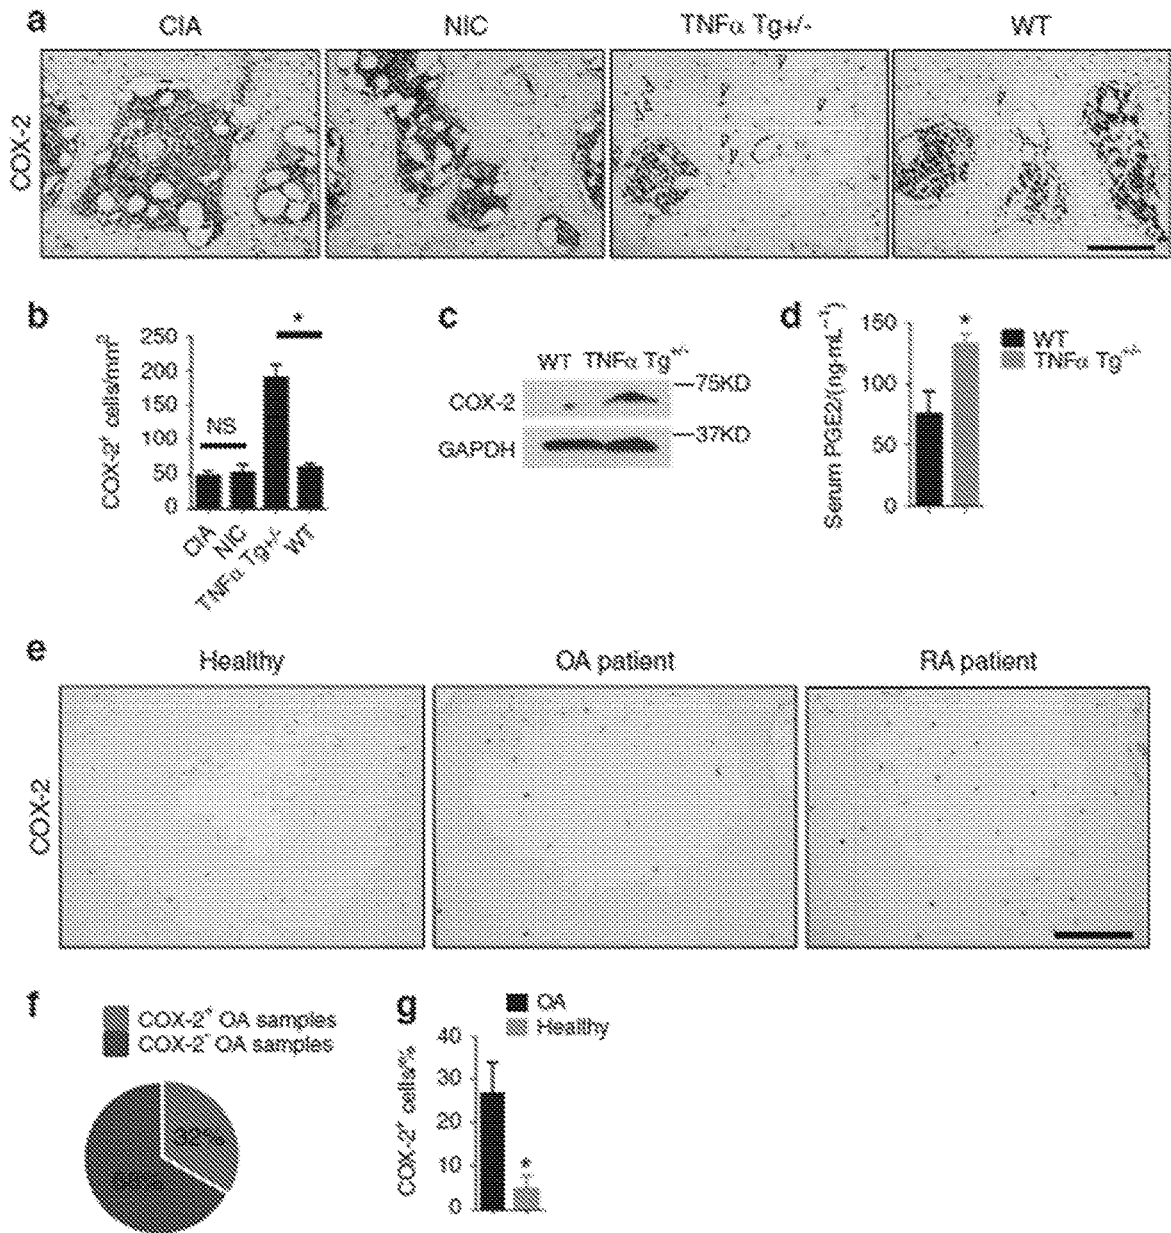 a
CIA
NIC
TNFα Tg+/-
WT
COX-2
b
COX-2⁺ cells/mm²
250
200
150
100
50
0
NS
*
CIA
NIC
TNFα Tg+/-
WT
c
WT TNFα Tg⁺/⁻
COX-2
75KD
GAPDH
37KD
d
Serum PGE2/(ng·mL⁻¹)
150
100
50
0
*
WT
TNFα Tg⁺/⁻
e
Healthy
OA patient
RA patient
COX-2
f
COX-2⁺ OA samples
COX-2⁻ OA samples
32%
g
OA
Healthy
COX-2⁺ cells/%
40
30
20
10
0
*